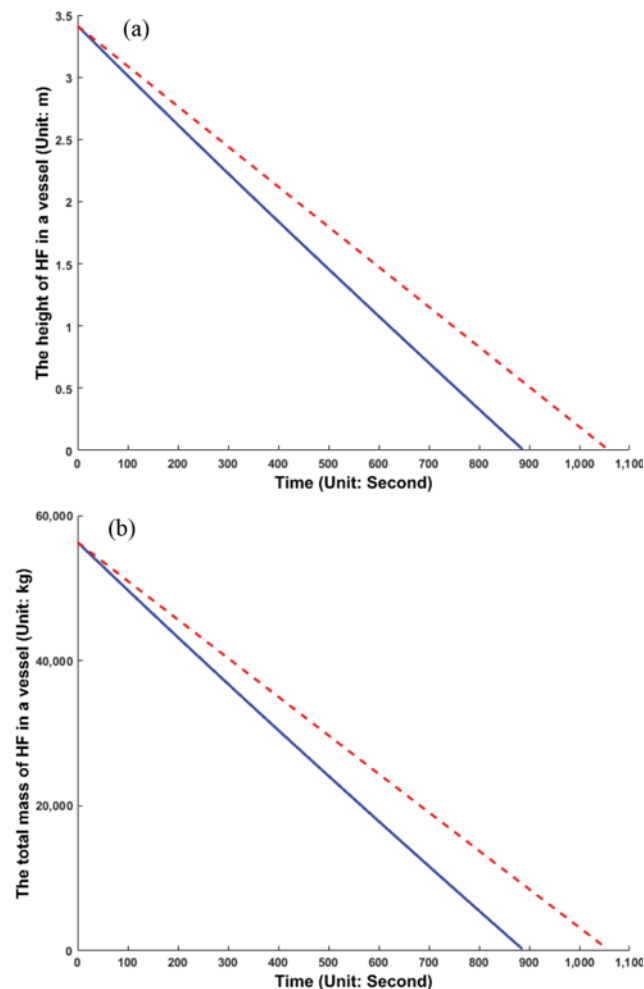 (a)
The height of HF in a vessel (Unit: m)
3.5
3
2.5
2
1.5
1
0.5
0
0 100 200 300 400 500 600 700 800 900 1,000 1,100
Time (Unit: Second)
(b)
The total mass of HF in a vessel (Unit: kg)
60,000
40,000
20,000
0
0 100 200 300 400 500 600 700 800 900 1,000 1,100
Time (Unit: Second)